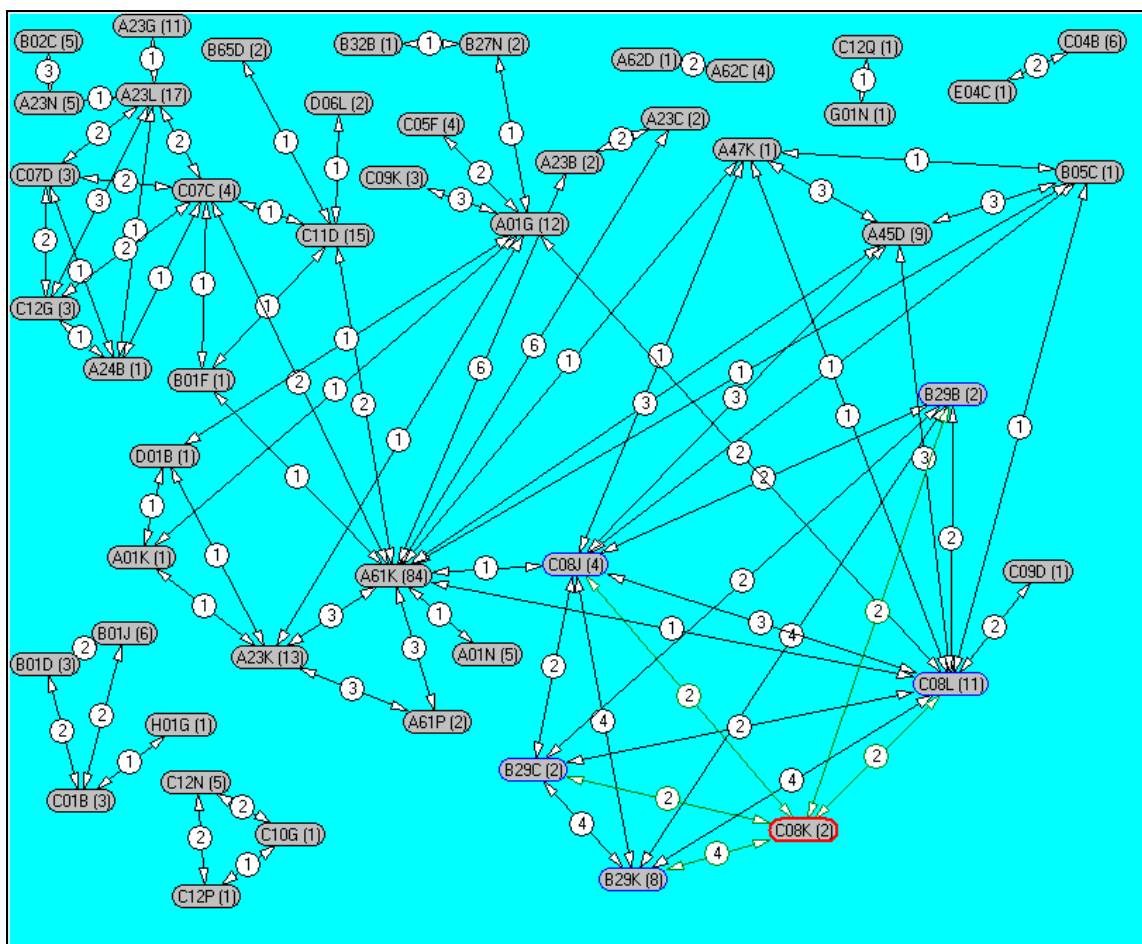 A23G (11)
B02C (5)
B65D (2)
B32B (1)
1
B27N (2)
A62D (1)
2
A62C (4)
C12Q (1)
C04B (6)
1
3
2
E04C (1)
1
G01N (1)
A23N (5)
1
A23L (17)
D06L (2)
C05F (4)
A23C (2)
2
2
1
1
1
2
A23B (2)
A47K (1)
1
B05C (1)
C07D (3)
2
C07C (4)
C09K (3)
3
2
3
3
3
1
C11D (15)
A01G (12)
A45D (9)
2
1
2
1
C12G (3)
1
1
1
1
A24B (1)
B01F (1)
1
1
6
6
1
1
3
1
3
1
2
2
B29B (2)
1
1
D01B (1)
1
1
2
2
3
1
A01K (1)
1
1
A61K (84)
1
C08J (4)
2
2
C09D (1)
1
3
1
1
3
2
B01J (6)
2
B01D (3)
A23K (13)
3
A01N (5)
4
2
C08L (11)
3
A61P (2)
2
2
H01G (1)
1
2
2
4
2
2
B29C (2)
C12N (5)
4
C01B (3)
2
2
C10G (1)
4
C08K (2)
2
1
4
C12P (1)
B29K (8)